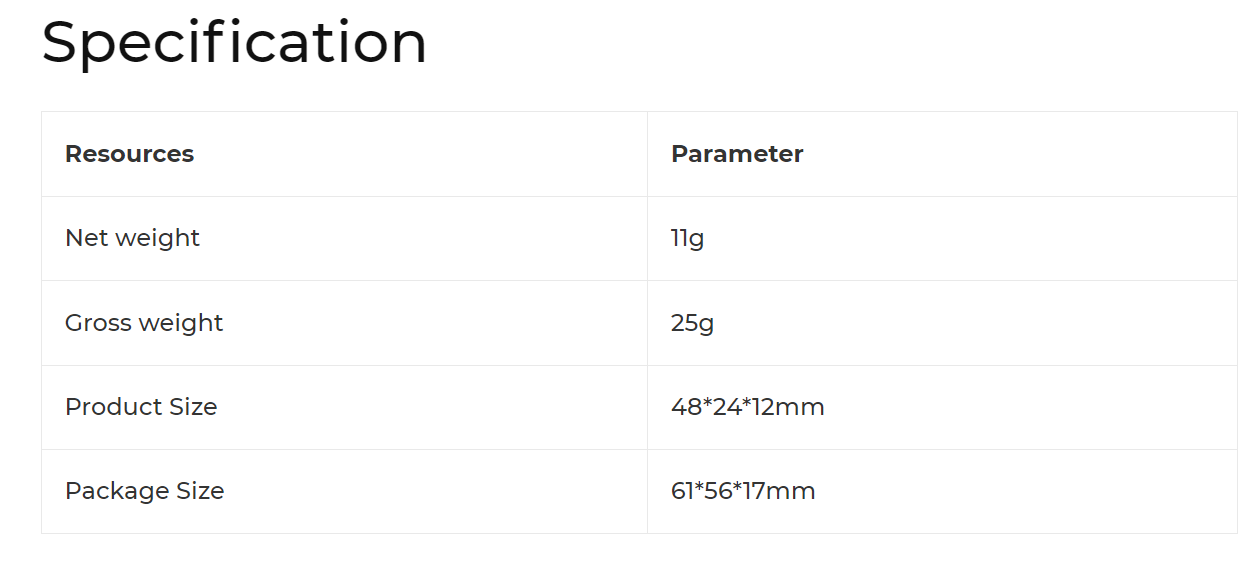 Specification
Resources Parameter
Net weight 11g
Gross weight 25g
Product Size 48*24*12mm
Package Size 61*56*17mm